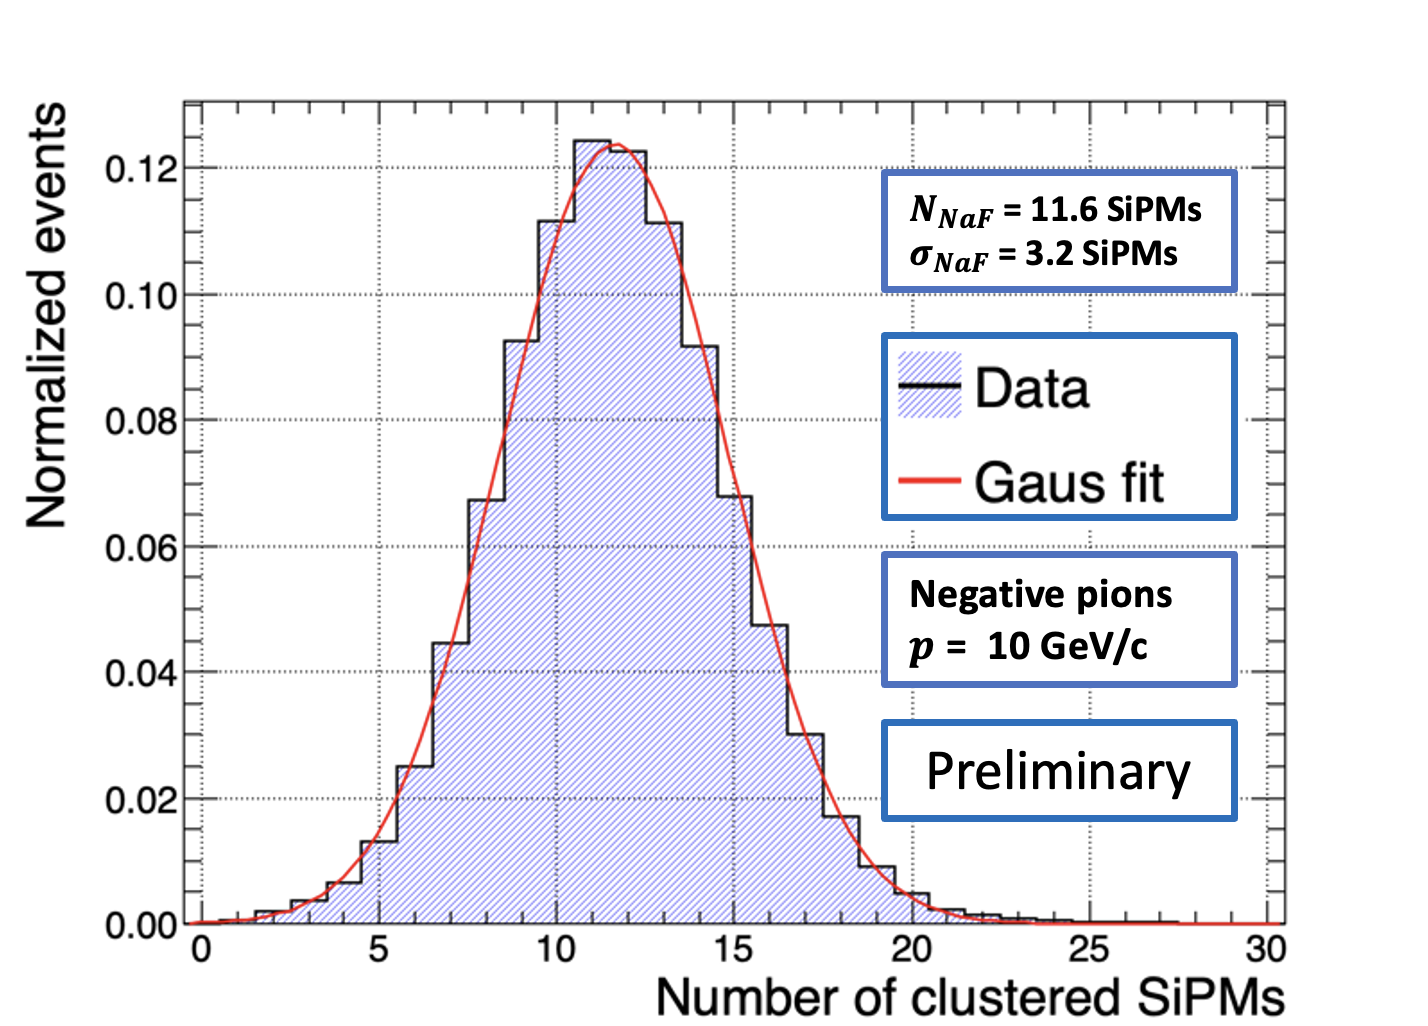 Normalized events
0.12
0.10
0.08
0.06
0.04
0.02
0.00
0 5 10 15 20 25 30
Number of clustered SiPMs
N_NaF = 11.6 SiPMs
σ_NaF = 3.2 SiPMs
Data
Gaus fit
Negative pions
p = 10 GeV/c
Preliminary